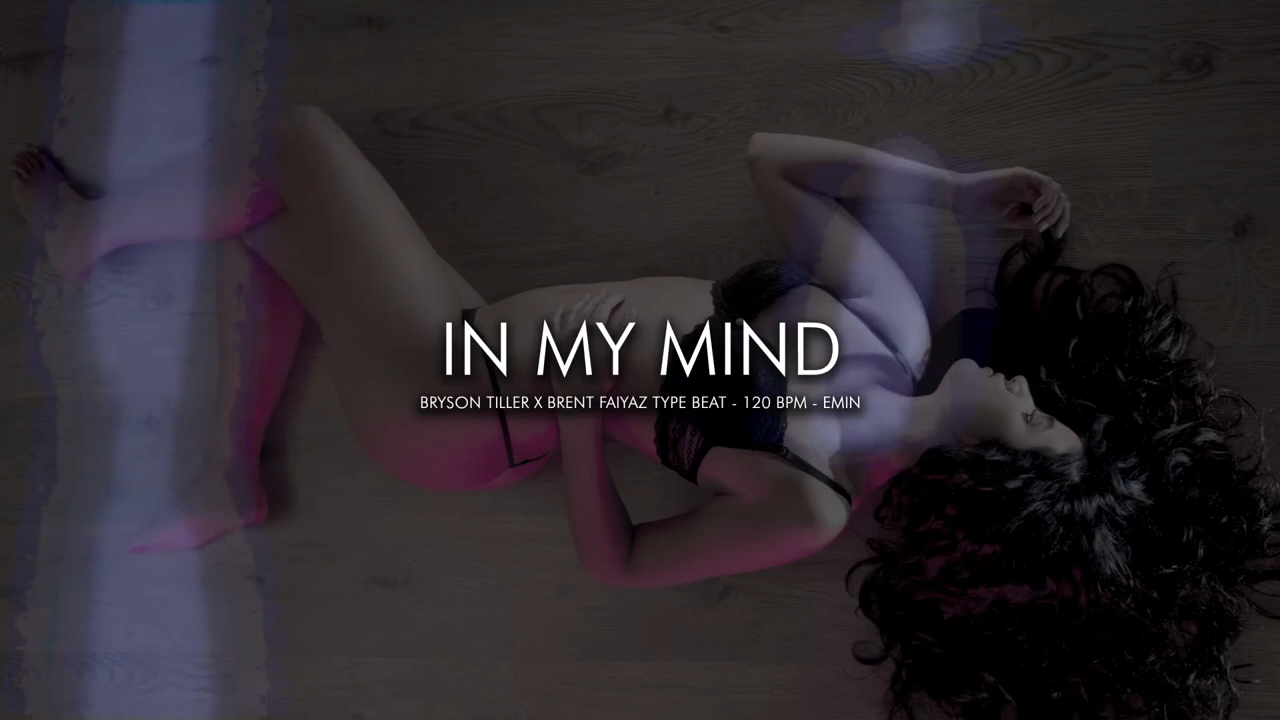 IN MY MIND
BRYSON TILLER X BRENT FAIYAZ TYPE BEAT - 120 BPM - EMIN